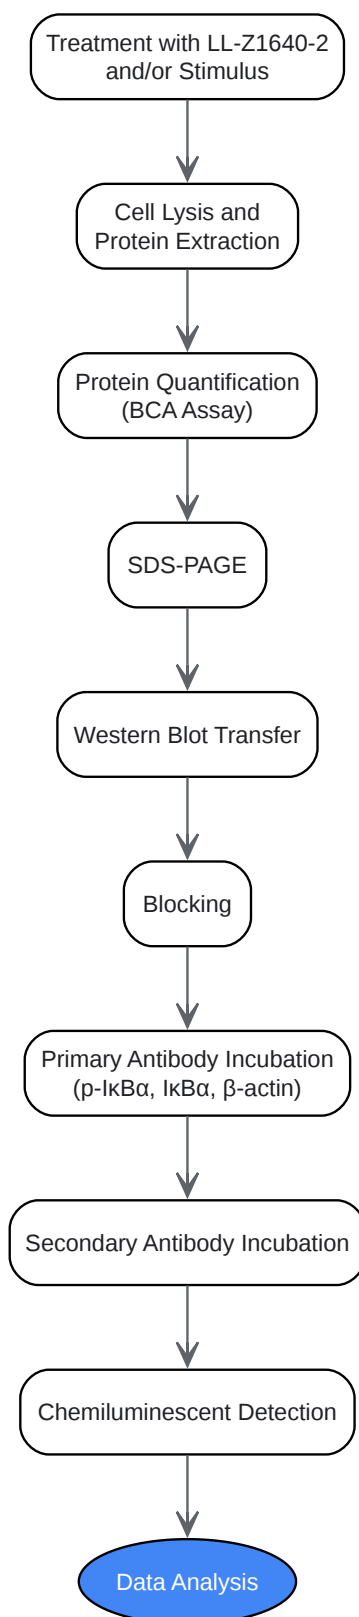 Treatment with LL-Z1640-2
and/or Stimulus
Cell Lysis and
Protein Extraction
Protein Quantification
(BCA Assay)
SDS-PAGE
Western Blot Transfer
Blocking
Primary Antibody Incubation
(p-IκBα, IκBα, β-actin)
Secondary Antibody Incubation
Chemiluminescent Detection
Data Analysis